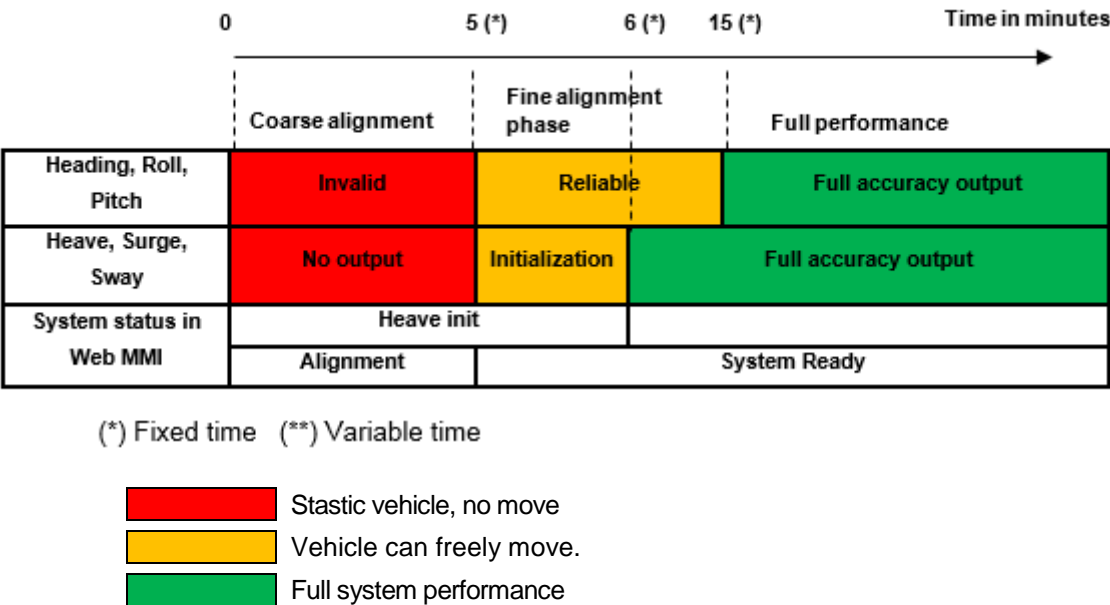 0 5 (*) 6 (*) 15 (*) Time in minutes
Coarse alignment
Fine alignment
phase
Full performance
Heading, Roll,
Pitch
Invalid
Reliable
Full accuracy output
Heave, Surge,
Sway
No output
Initialization
Full accuracy output
System status in
Web MMI
Heave init
Alignment
System Ready
(*) Fixed time (**) Variable time
Stastic vehicle, no move
Vehicle can freely move.
Full system performance